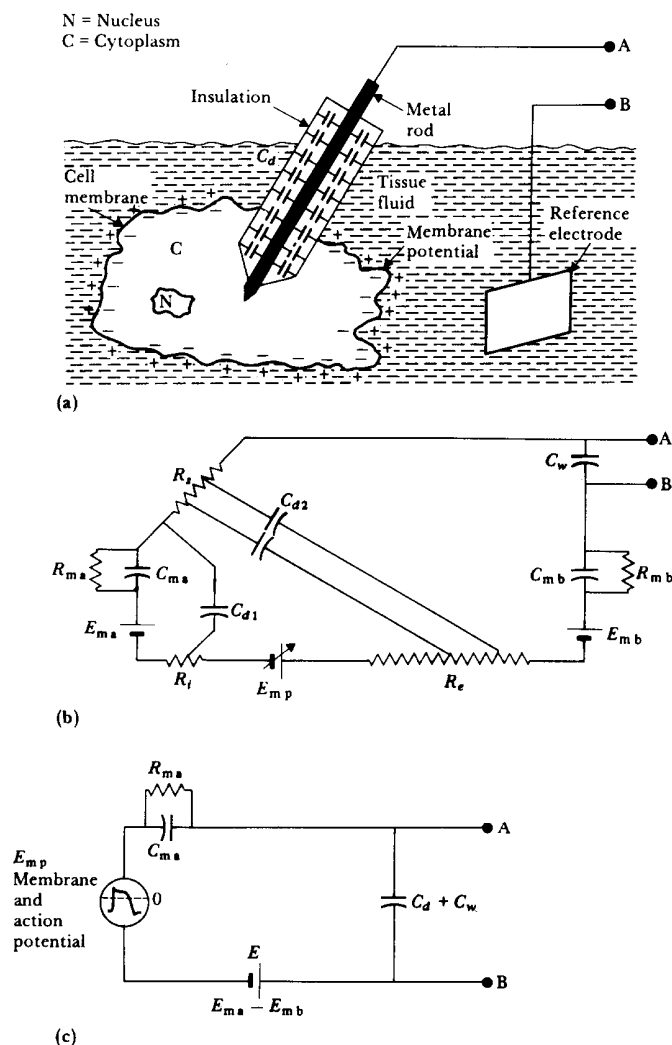 N = Nucleus
C = Cytoplasm
A
B
Insulation
Metal
rod
C_d
Cell
membrane
Tissue
fluid
Reference
electrode
Membrane
potential
C
N
(a)
A
C_w
B
R_s
C_d2
R_ma
C_ma
C_d1
C_mb
R_mb
E_ma
E_mb
R_i
E_mp
R_e
(b)
R_ma
C_ma
A
E_mp
Membrane
and
action
potential
0
C_d + C_w
E
B
E_ma − E_mb
(c)